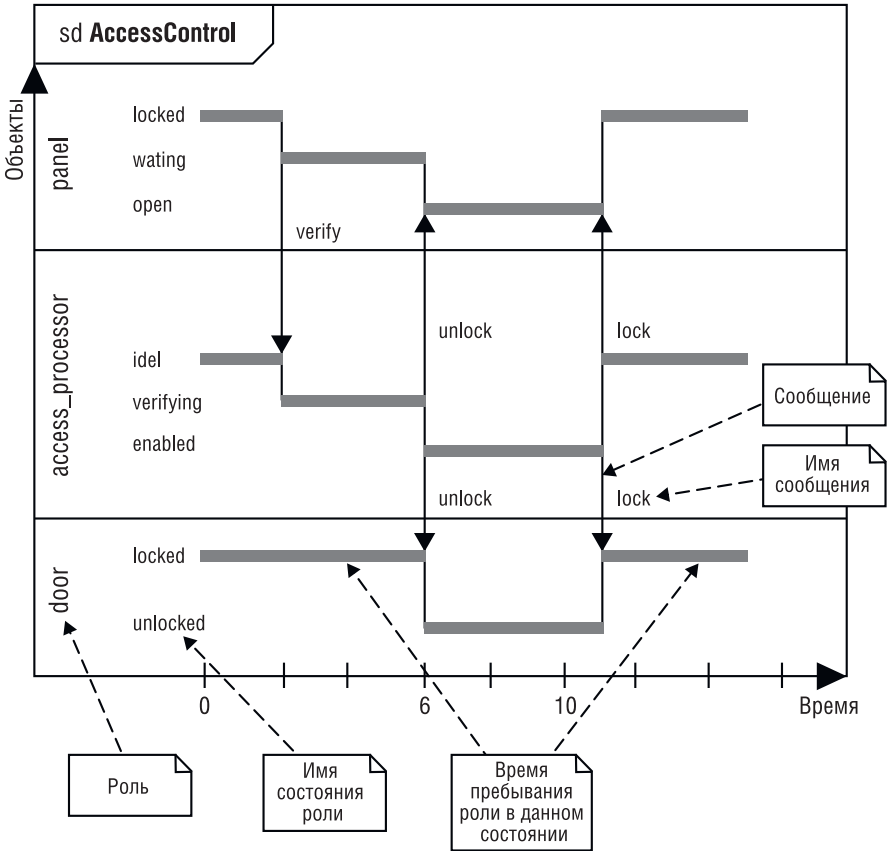 sd AccessControl
Объекты
panel
locked
wating
open
verify
access_processor
unlock
lock
idel
verifying
enabled
unlock
lock
Сообщение
Имя
сообщения
door
locked
unlocked
0
6
10
Время
Роль
Имя
состояния
роли
Время
пребывания
роли в данном
состоянии